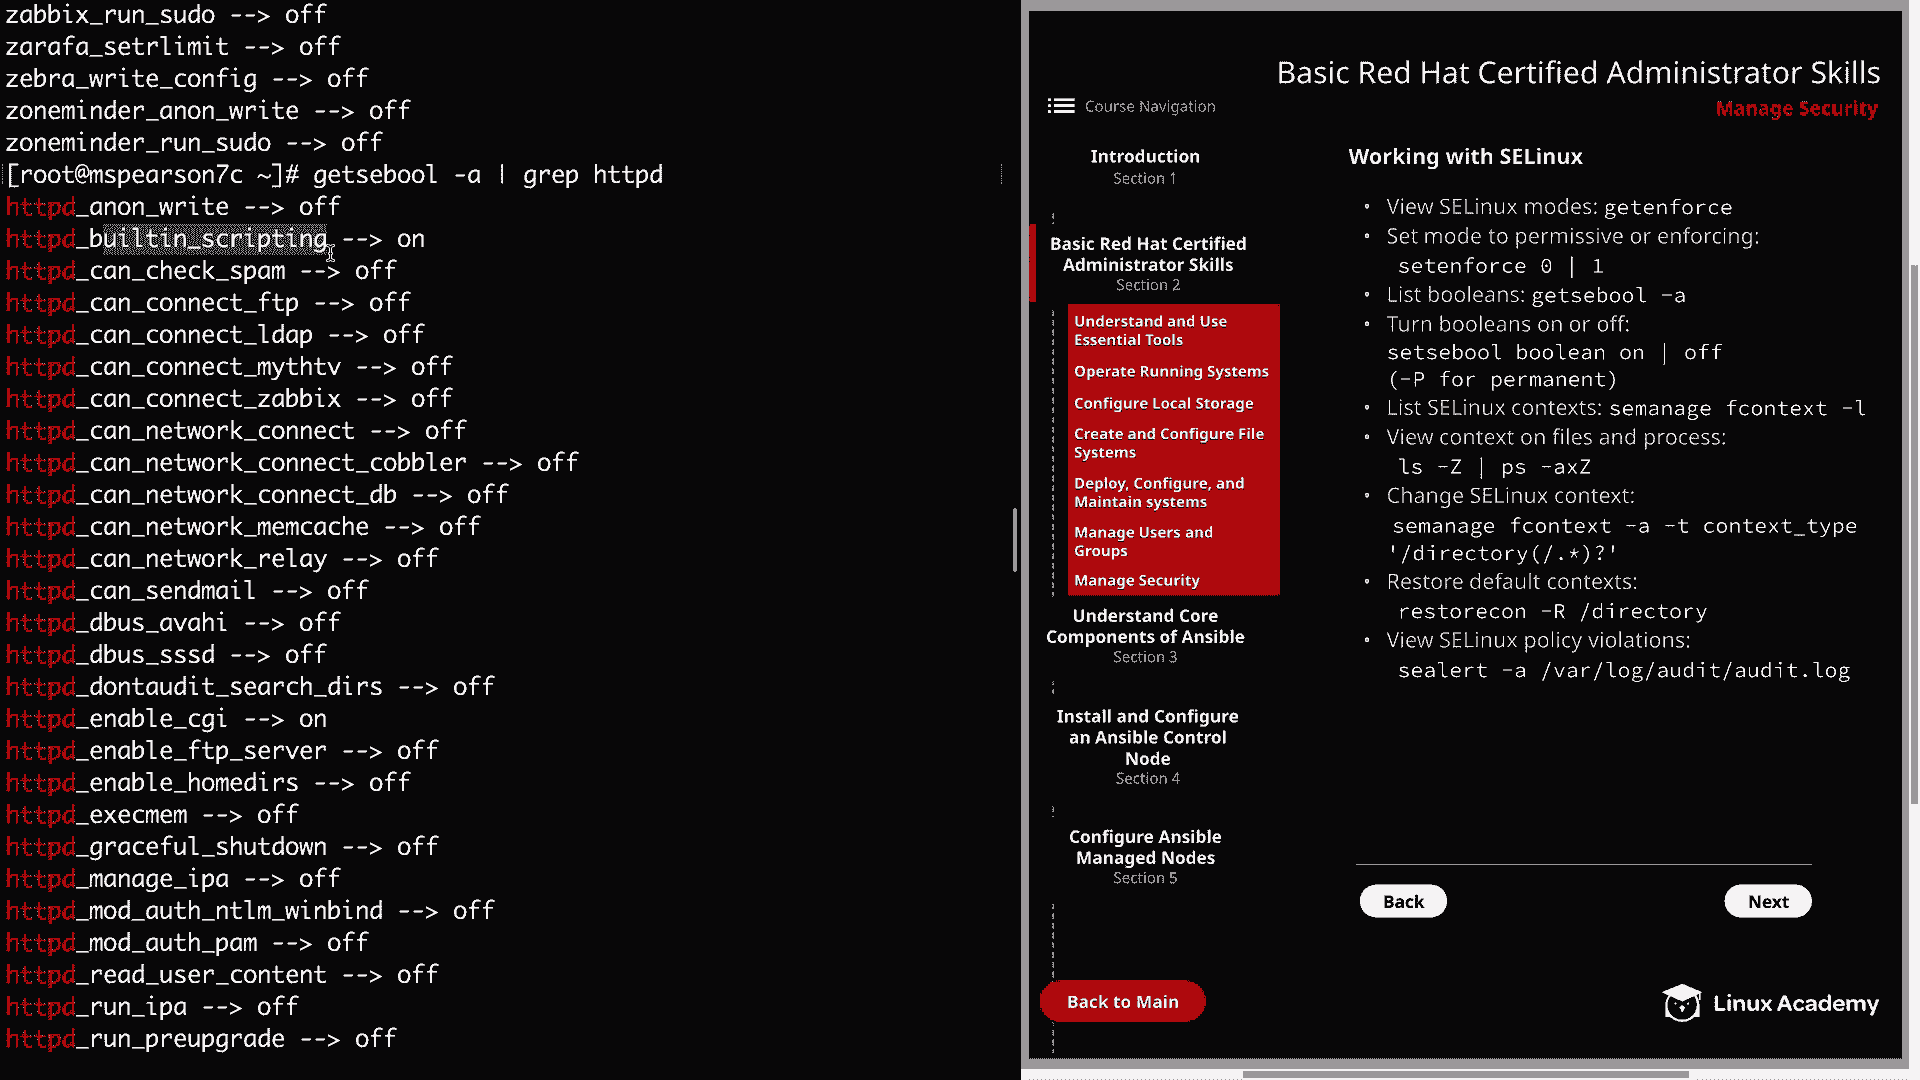 zabbix_run_sudo --> off
zarafa_setrlimit --> off
zebra_write_config --> off
zoneminder_anon_write --> off
zoneminder_run_sudo --> off
[root@mspearson7c ~]# getsebool -a | grep httpd
httpd_anon_write --> off
httpd_builtin_scripting --> on
httpd_can_check_spam --> off
httpd_can_connect_ftp --> off
httpd_can_connect_ldap --> off
httpd_can_connect_mythtv --> off
httpd_can_connect_zabbix --> off
httpd_can_network_connect --> off
httpd_can_network_connect_cobbler --> off
httpd_can_network_connect_db --> off
httpd_can_network_memcache --> off
httpd_can_network_relay --> off
httpd_can_sendmail --> off
httpd_dbus_avahi --> off
httpd_dbus_sssd --> off
httpd_dontaudit_search_dirs --> off
httpd_enable_cgi --> on
httpd_enable_ftp_server --> off
httpd_enable_homedirs --> off
httpd_execmem --> off
httpd_graceful_shutdown --> off
httpd_manage_ipa --> off
httpd_mod_auth_ntlm_winbind --> off
httpd_mod_auth_pam --> off
httpd_read_user_content --> off
httpd_run_ipa --> off
httpd_run_preupgrade --> off
Basic Red Hat Certified Administrator Skills
Manage Security
Course Navigation
Introduction
Section 1
Basic Red Hat Certified
Administrator Skills
Section 2
Understand and Use
Essential Tools
Operate Running Systems
Configure Local Storage
Create and Configure File
Systems
Deploy, Configure, and
Maintain systems
Manage Users and
Groups
Manage Security
Understand Core
Components of Ansible
Section 3
Install and Configure
an Ansible Control
Node
Section 4
Configure Ansible
Managed Nodes
Section 5
Back to Main
Working with SELinux
• View SELinux modes: getenforce
• Set mode to permissive or enforcing:
setenforce 0 | 1
• List booleans: getsebool -a
• Turn booleans on or off:
setsebool boolean on | off
(-P for permanent)
• List SELinux contexts: semanage fcontext -l
• View context on files and process:
ls -Z | ps -axZ
• Change SELinux context:
semanage fcontext -a -t context_type
'/directory(/.*)?'
• Restore default contexts:
restorecon -R /directory
• View SELinux policy violations:
sealert -a /var/log/audit/audit.log
Back
Next
Linux Academy